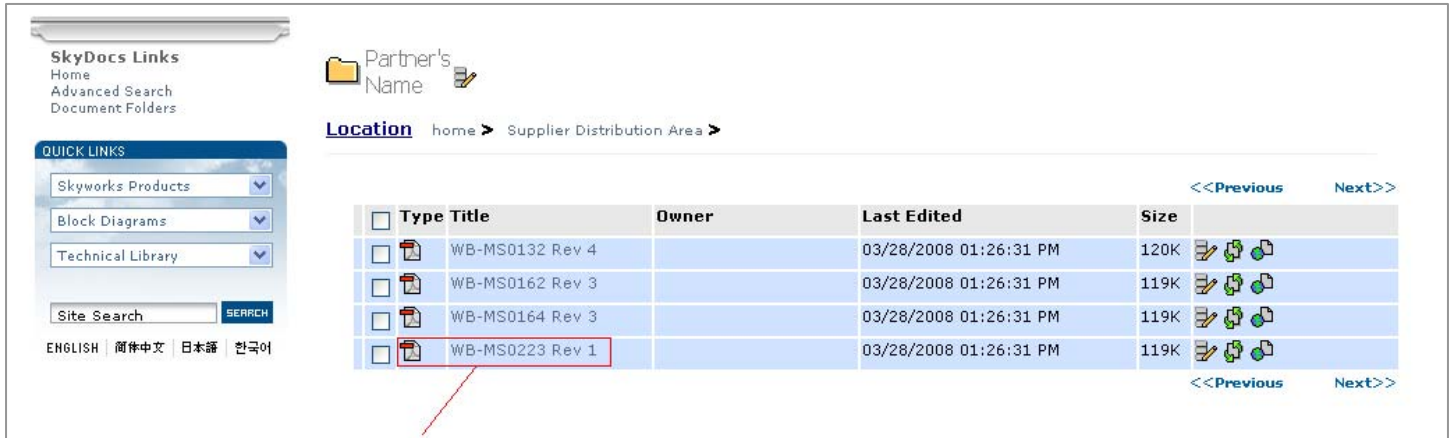 SkyDocs Links
Home
Advanced Search
Document Folders
QUICK LINKS
Skyworks Products
Block Diagrams
Technical Library
Site Search SEARCH
ENGLISH 简体中文 日本語 한국어
Partner's
Name
Location home > Supplier Distribution Area >
<<Previous Next>>
Type Title Owner Last Edited Size
WB-MS0132 Rev 4 03/28/2008 01:26:31 PM 120K
WB-MS0162 Rev 3 03/28/2008 01:26:31 PM 119K
WB-MS0164 Rev 3 03/28/2008 01:26:31 PM 119K
WB-MS0223 Rev 1 03/28/2008 01:26:31 PM 119K
<<Previous Next>>